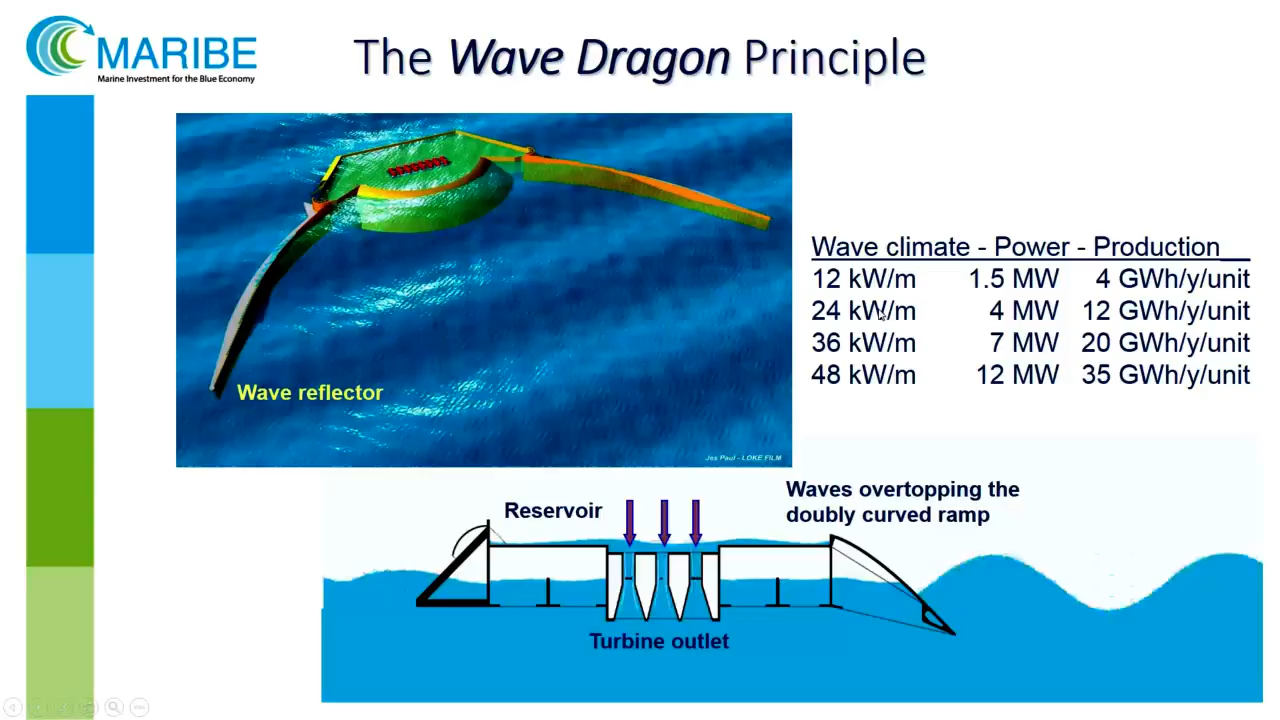 MARIBE
Marine Investment for the Blue Economy
The Wave Dragon Principle
Wave reflector
Jes Paul - LOKE FILM
Wave climate - Power - Production
12 kW/m 1.5 MW 4 GWh/y/unit
24 kW/m 4 MW 12 GWh/y/unit
36 kW/m 7 MW 20 GWh/y/unit
48 kW/m 12 MW 35 GWh/y/unit
Waves overtopping the
doubly curved ramp
Reservoir
Turbine outlet